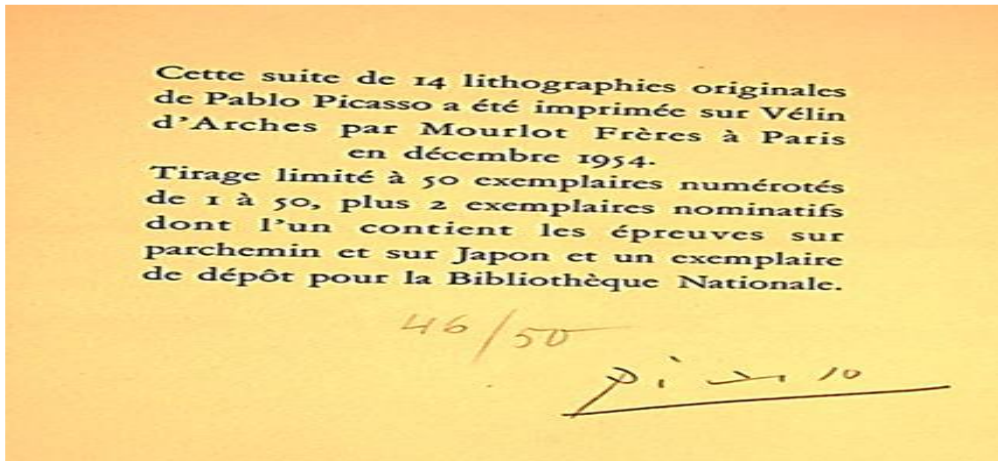 Cette suite de 14 lithographies originales
de Pablo Picasso a été imprimée sur Vélin
d’Arches par Mourlot Frères à Paris
en décembre 1954.
Tirage limité à 50 exemplaires numérotés
de 1 à 50, plus 2 exemplaires nominatifs
dont l’un contient les épreuves sur
parchemin et sur Japon et un exemplaire
de dépôt pour la Bibliothèque Nationale.
46/50
Picasso